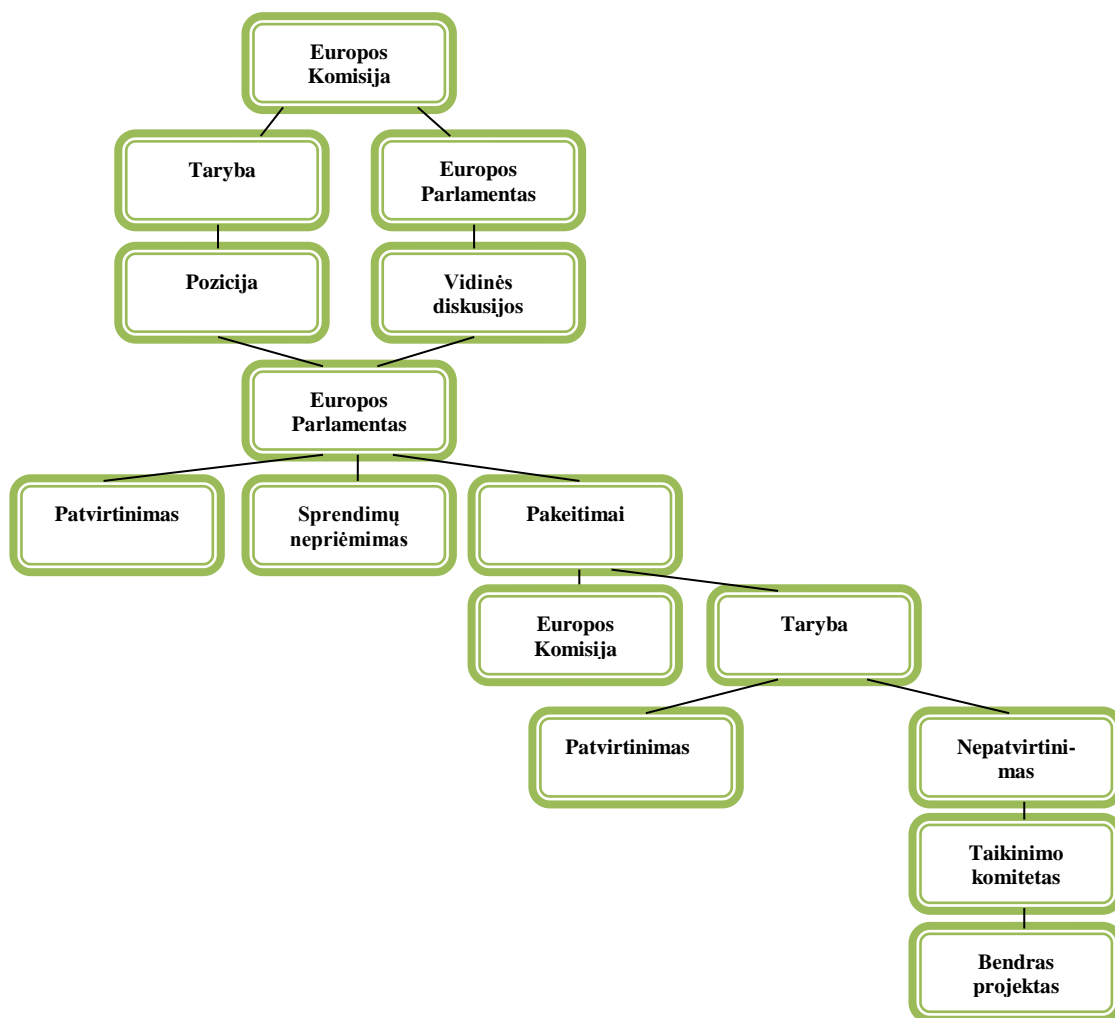 Europos
Komisija
Taryba
Europos
Parlamentas
Pozicija
Vidinės
diskusijos
Europos
Parlamentas
Patvirtinimas
Sprendimų
nepriėmimas
Pakeitimai
Europos
Komisija
Taryba
Patvirtinimas
Nepatvirtini-
mas
Taikinimo
komitetas
Bendras
projektas